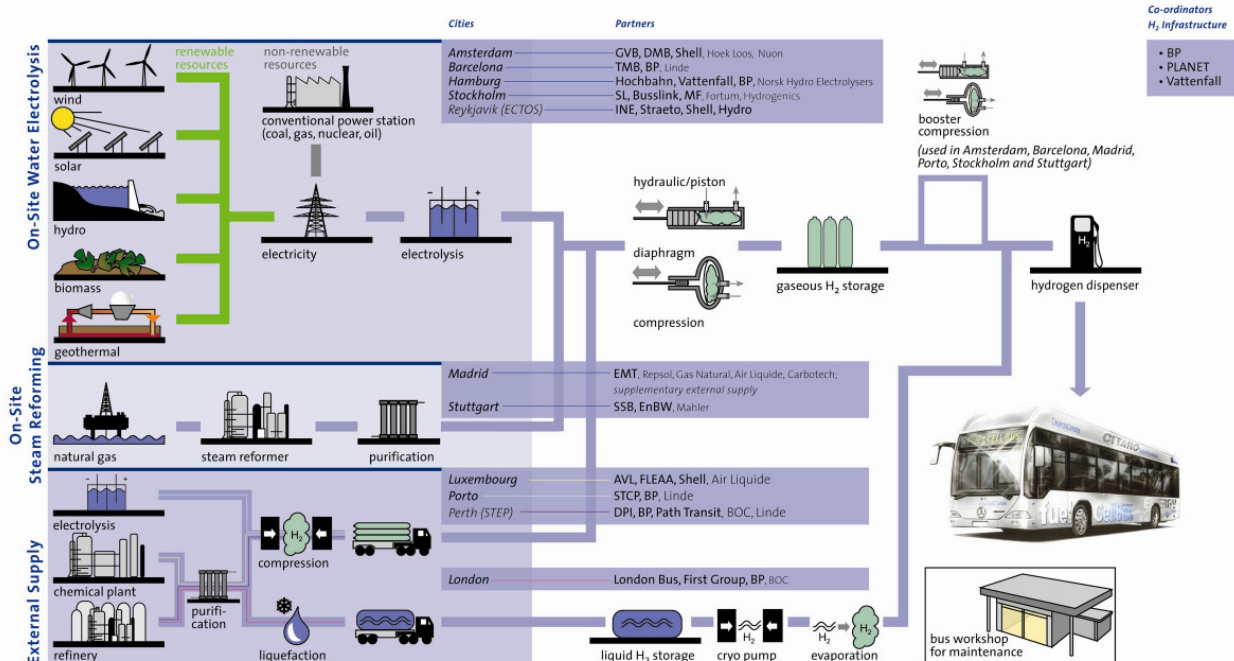 Cities
Partners
Co-ordinators
H₂ Infrastructure
• BP
• PLANET
• Vattenfall
On-Site Water Electrolysis
renewable
resources
non-renewable
resources
wind
solar
hydro
biomass
geothermal
conventional power station
(coal, gas, nuclear, oil)
electricity
- +
electrolysis
Amsterdam GVB, DMB, Shell, Hoek Loos, Nuon
Barcelona TMB, BP, Linde
Hamburg Hochbahn, Vattenfall, BP, Norsk Hydro Electrolysers
Stockholm SL, Busslink, MF, Fortum, Hydrogenics
Reykjavik (ECTOS) INE, Straeto, Shell, Hydro
booster
compression
(used in Amsterdam, Barcelona, Madrid,
Porto, Stockholm and Stuttgart)
hydraulic/piston
diaphragm
compression
gaseous H₂ storage
H₂
hydrogen dispenser
On-Site
Steam Reforming
natural gas
steam reformer
purification
Madrid EMT, Repsol, Gas Natural, Air Liquide, Carbotech;
supplementary external supply
Stuttgart SSB, EnBW, Mahler
CITARO
External Supply
- +
electrolysis
chemical plant
refinery
purifi-
cation
H₂
compression
liquefaction
Luxembourg AVL, FLEAA, Shell, Air Liquide
Porto STCP, BP, Linde
Perth (STEP) DPI, BP, Path Transit, BOC, Linde
London London Bus, First Group, BP, BOC
liquid H₂ storage
H₂
cryo pump
H₂
H₂
evaporation
bus workshop
for maintenance